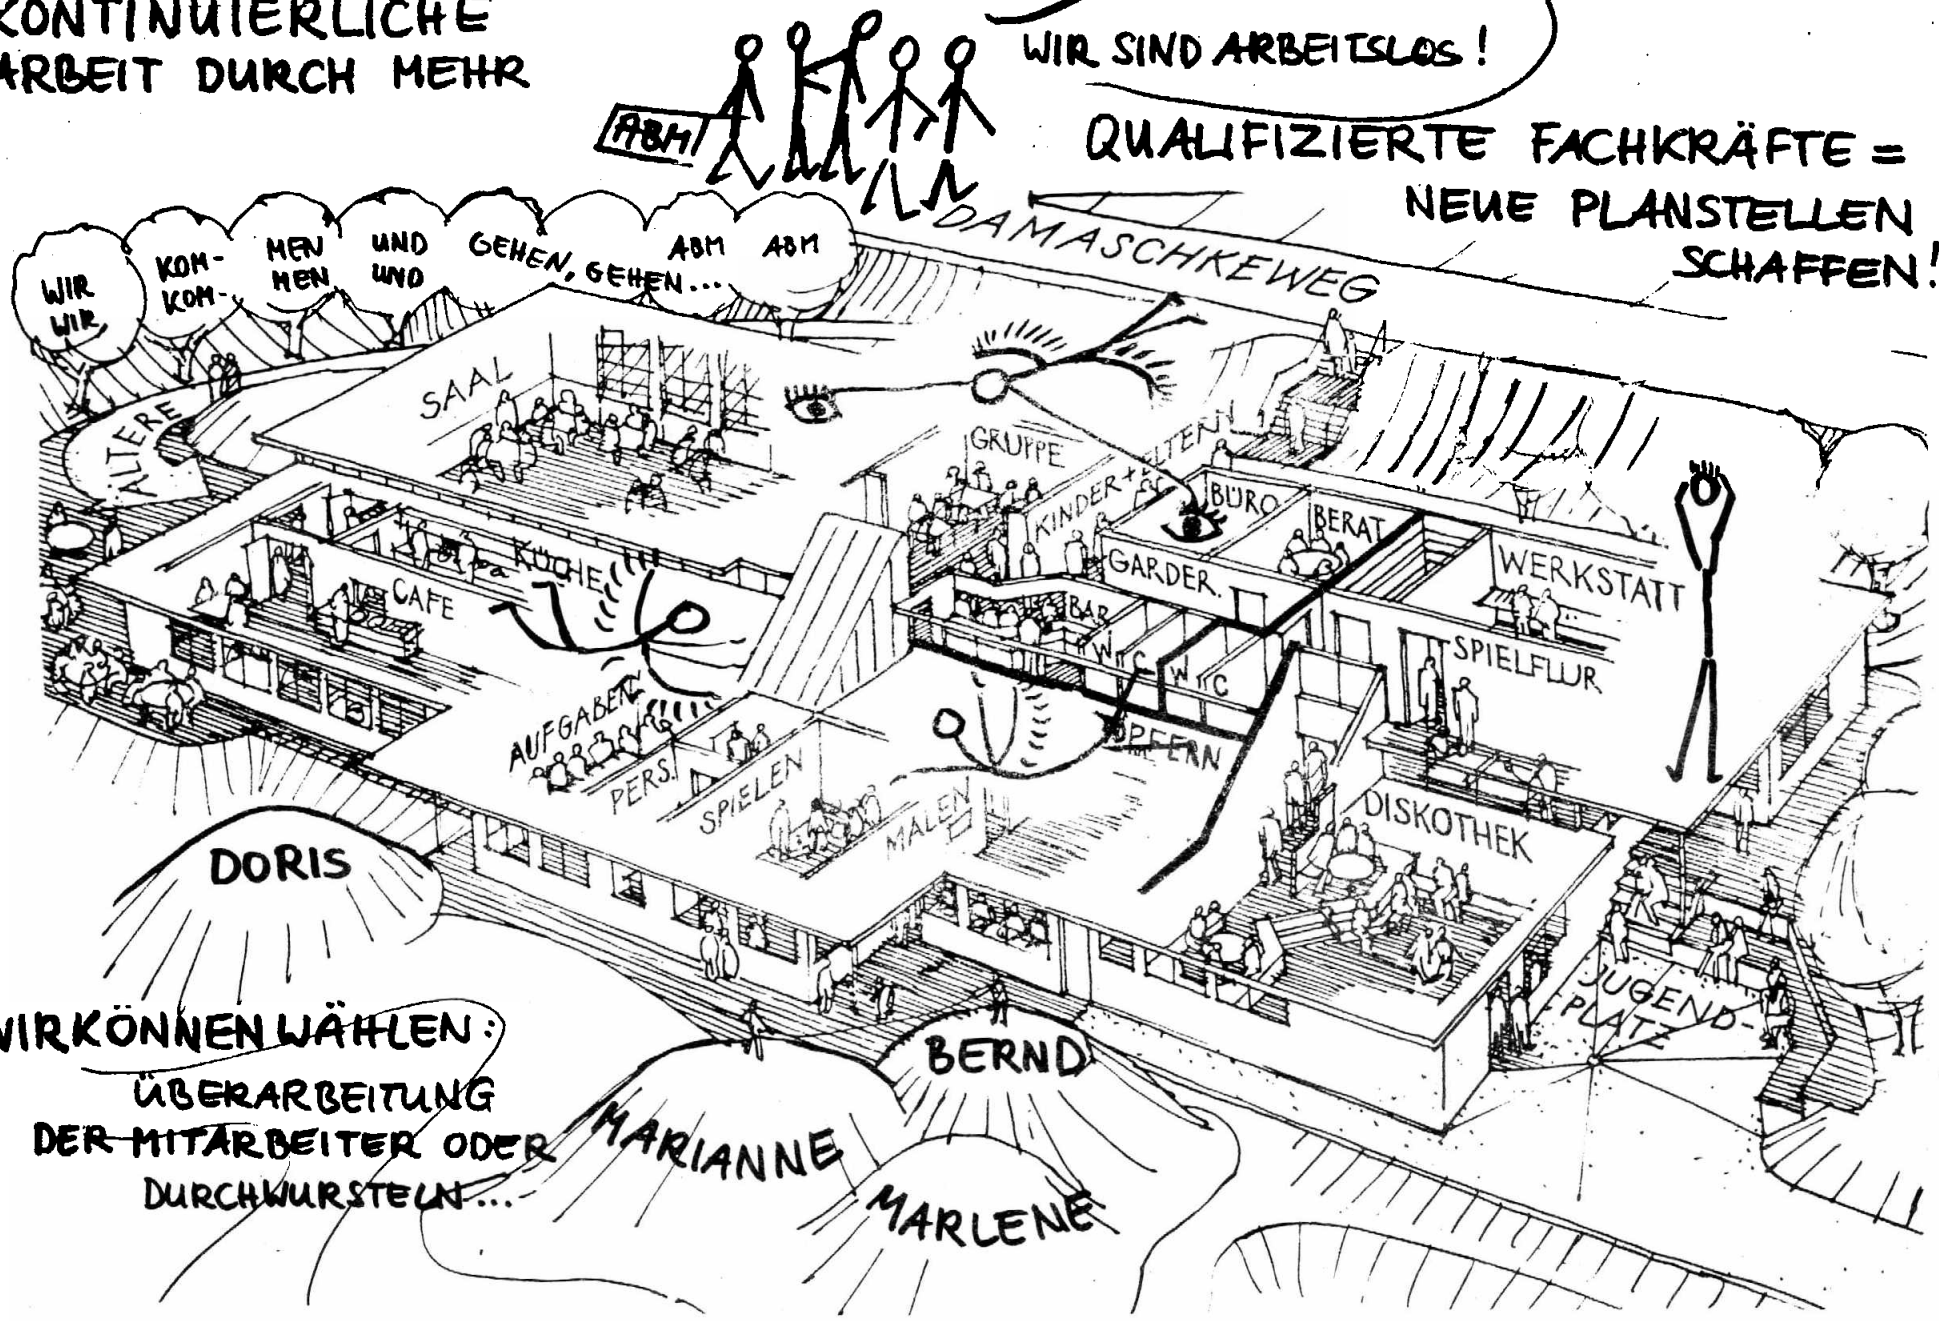 KONTINUIERLICHE
ARBEIT DURCH MEHR
WIR SIND ARBEITSLOS!
ABM
QUALIFIZIERTE FACHKRÄFTE =
NEUE PLANSTELLEN
SCHAFFEN!
WIR
WIR
KOM-
KOM-
MEN
MEN
UND
UND
GEHEN, GEHEN...
ABM
ABM
DAMASCHKEWEG
ÄLTERE
SAAL
GRUPPE
KINDER + ELTERN
BÜRO
BERAT.
GARDER.
WERKSTATT
KÜCHE
CAFE
BAR
WC
WC
SPIELFLUR
AUFGABEN
PERS.
SPIELEN
MALEN
TÖPFERN
DISKOTHEK
JUGEND-
PLATZ
DORIS
BERND
MARIANNE
MARLENE
WIR KÖNNEN WÄHLEN:
ÜBERARBEITUNG
DER MITARBEITER ODER
DURCHWURSTELN...